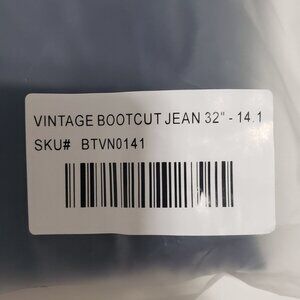 VINTAGE BOOTCUT JEAN 32" - 14.1
SKU# BTVN0141